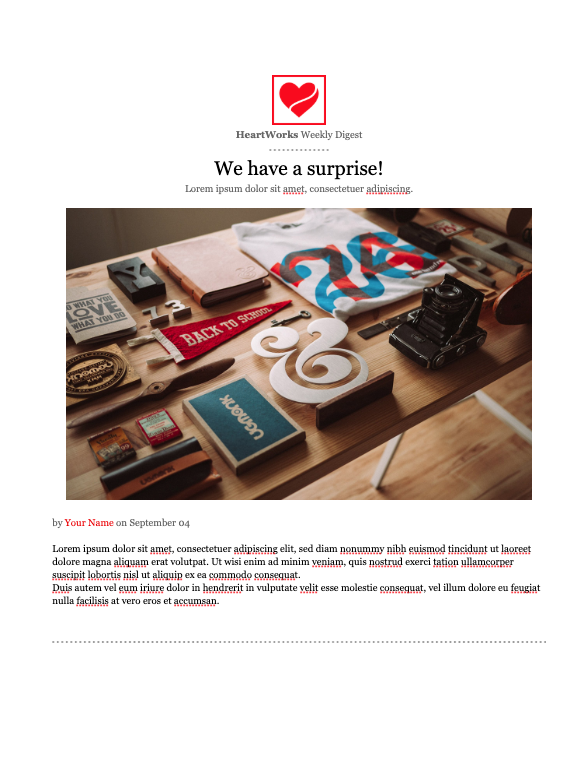 HeartWorks Weekly Digest
We have a surprise!
Lorem ipsum dolor sit amet, consectetuer adipiscing.
Y
&
13
DO WHAT YOU
LOVE
WHAT YOU DO
BACK TO SCHOOL
&
UGMONK
by Your Name on September 04
Lorem ipsum dolor sit amet, consectetuer adipiscing elit, sed diam nonummy nibh euismod tincidunt ut laoreet
dolore magna aliquam erat volutpat. Ut wisi enim ad minim veniam, quis nostrud exerci tation ullamcorper
suscipit lobortis nisl ut aliquip ex ea commodo consequat.
Duis autem vel eum iriure dolor in hendrerit in vulputate velit esse molestie consequat, vel illum dolore eu feugiat
nulla facilisis at vero eros et accumsan.